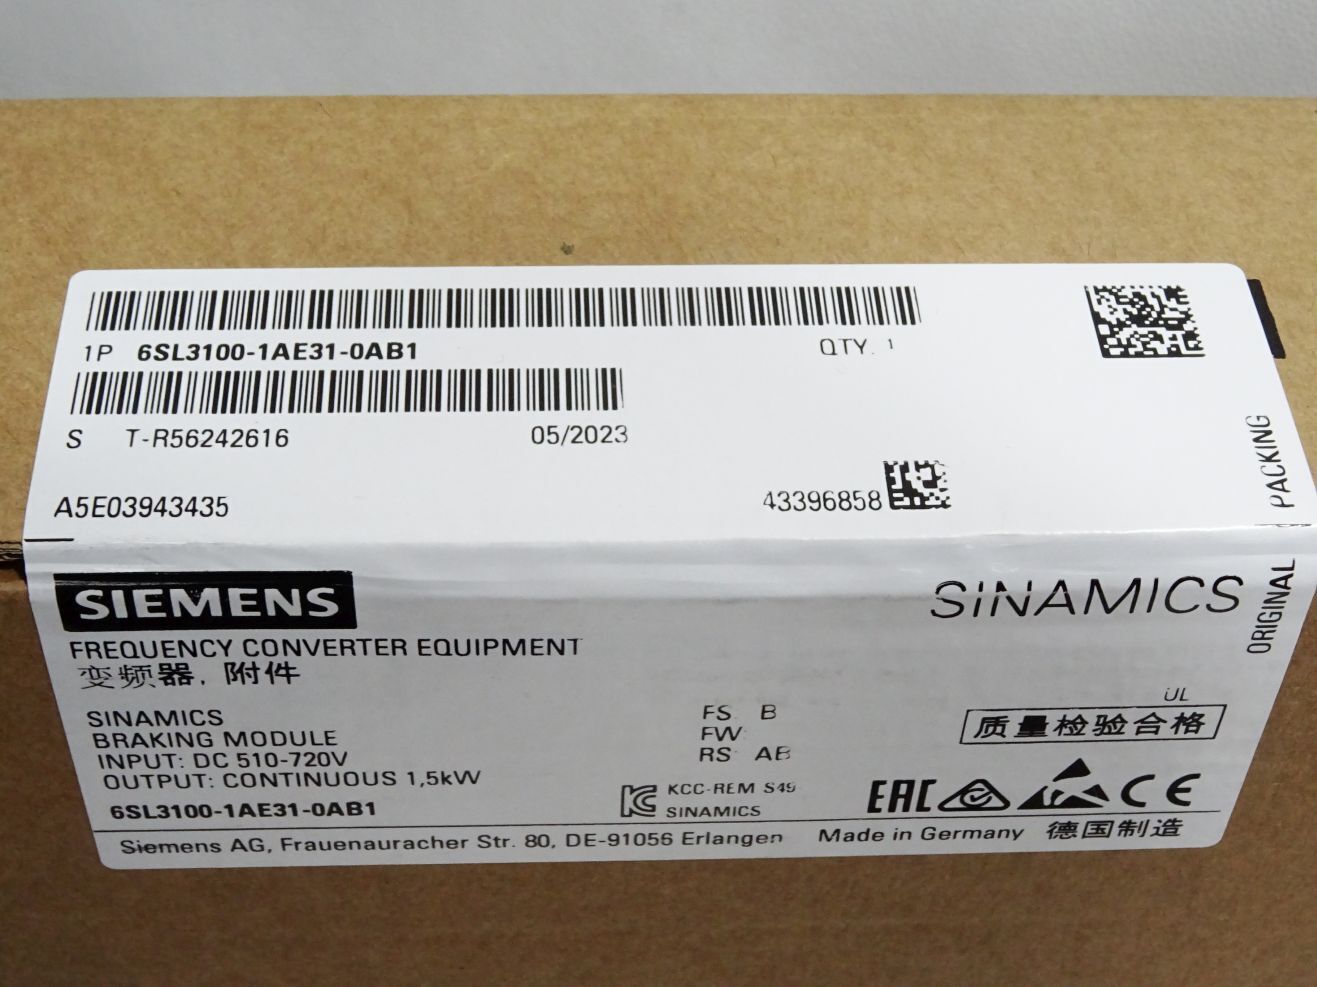 1P 6SL3100-1AE31-0AB1 QTY. 1
S T-R56242616 05/2023
A5E03943435 43396858
PACKING
ORIGINAL
SIEMENS SINAMICS
FREQUENCY CONVERTER EQUIPMENT
变频器, 附件
SINAMICS
BRAKING MODULE
INPUT: DC 510-720V
OUTPUT: CONTINUOUS 1,5kW
6SL3100-1AE31-0AB1
FS: B
FW:
RS: AB
UL
质量检验合格
KCC-REM S49
SINAMICS
EAC CE
Siemens AG, Frauenauracher Str. 80, DE-91056 Erlangen Made in Germany 德国制造